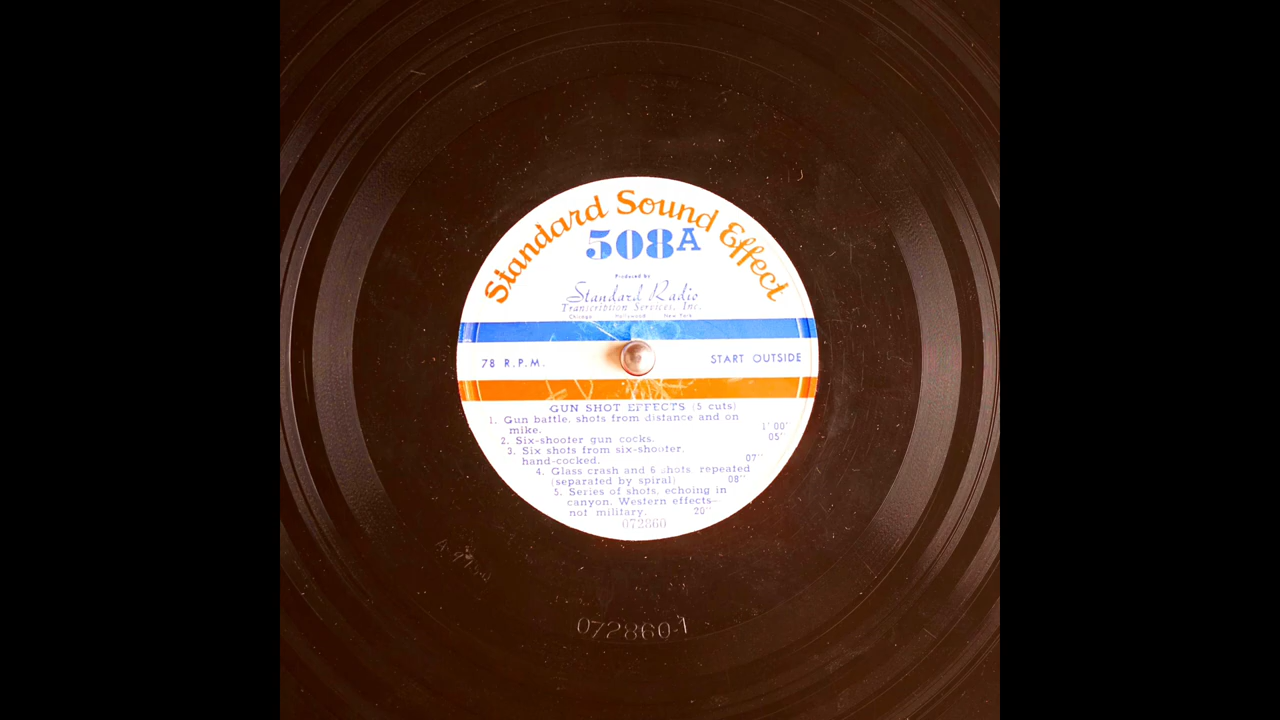 Standard Sound Effect
508A
Produced by
Standard Radio
Transcription Services, Inc.
Chicago Hollywood New York
78 R.P.M. START OUTSIDE
GUN SHOT EFFECTS (5 cuts)
1. Gun battle, shots from distance and on
mike. 1'00"
2. Six-shooter gun cocks. 05"
3. Six shots from six-shooter,
hand-cocked. 07"
4. Glass crash and 6 shots, repeated
(separated by spiral) 08"
5. Series of shots, echoing in
canyon. Western effects—
not military. 20"
072860
072860-1